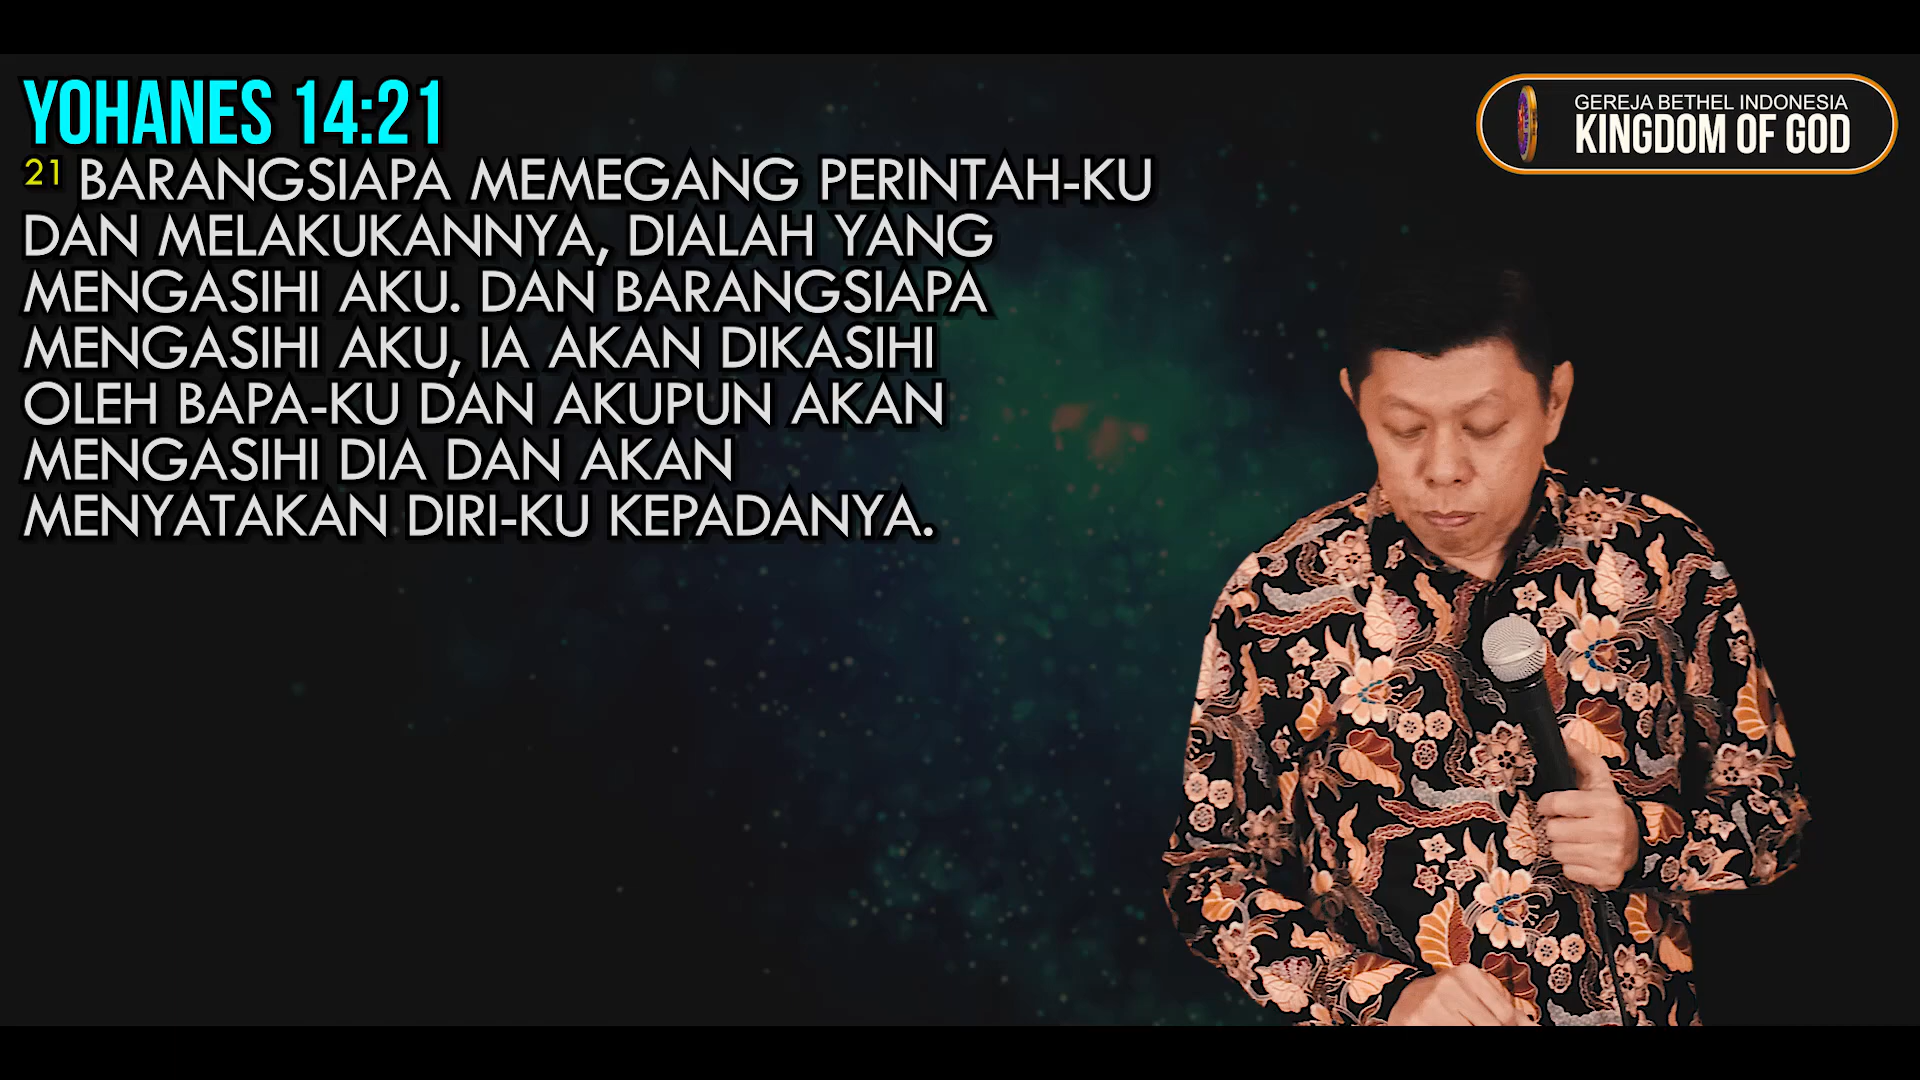 YOHANES 14:21
21 BARANGSIAPA MEMEGANG PERINTAH-KU
DAN MELAKUKANNYA, DIALAH YANG
MENGASIHI AKU. DAN BARANGSIAPA
MENGASIHI AKU, IA AKAN DIKASIHI
OLEH BAPA-KU DAN AKUPUN AKAN
MENGASIHI DIA DAN AKAN
MENYATAKAN DIRI-KU KEPADANYA.
GEREJA BETHEL INDONESIA
KINGDOM OF GOD